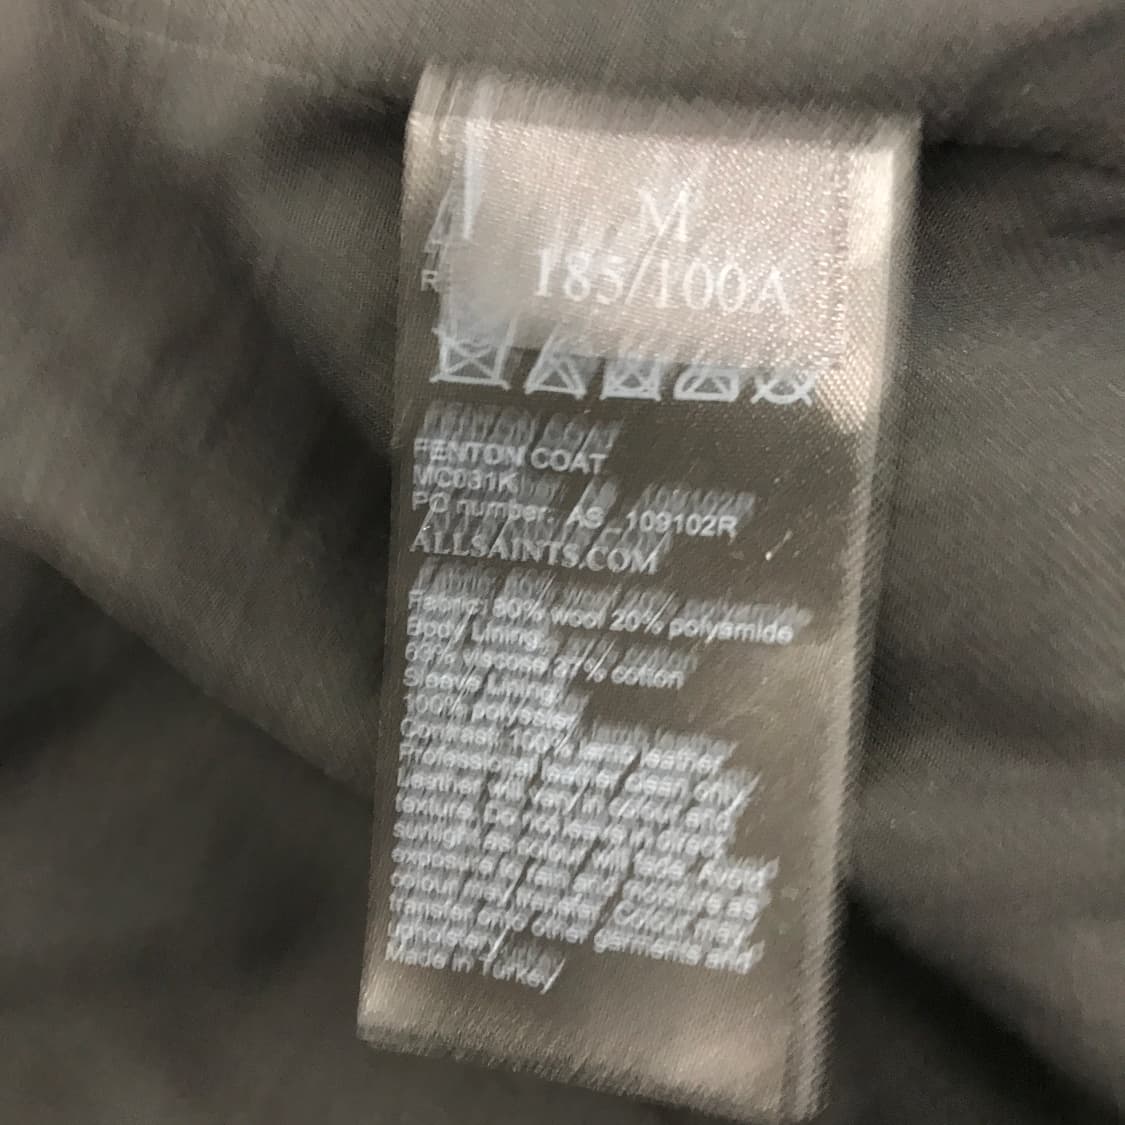 M
185/100A
R
FENTON COAT
MC031K
PO number: AS_109102R
ALLSAINTS.COM
Fabric: 80% wool 20% polyamide
Body Lining:
63% viscose 37% cotton
Sleeve Lining:
100% polyester
Contrast: 100% lamb leather
Professional leather clean only
Leather will vary in colour and
texture. Do not leave in direct
sunlight as colour will fade. Avoid
exposure to rain and moisture as
colour may transfer. Colour may
transfer onto other garments and
Made in Turkey